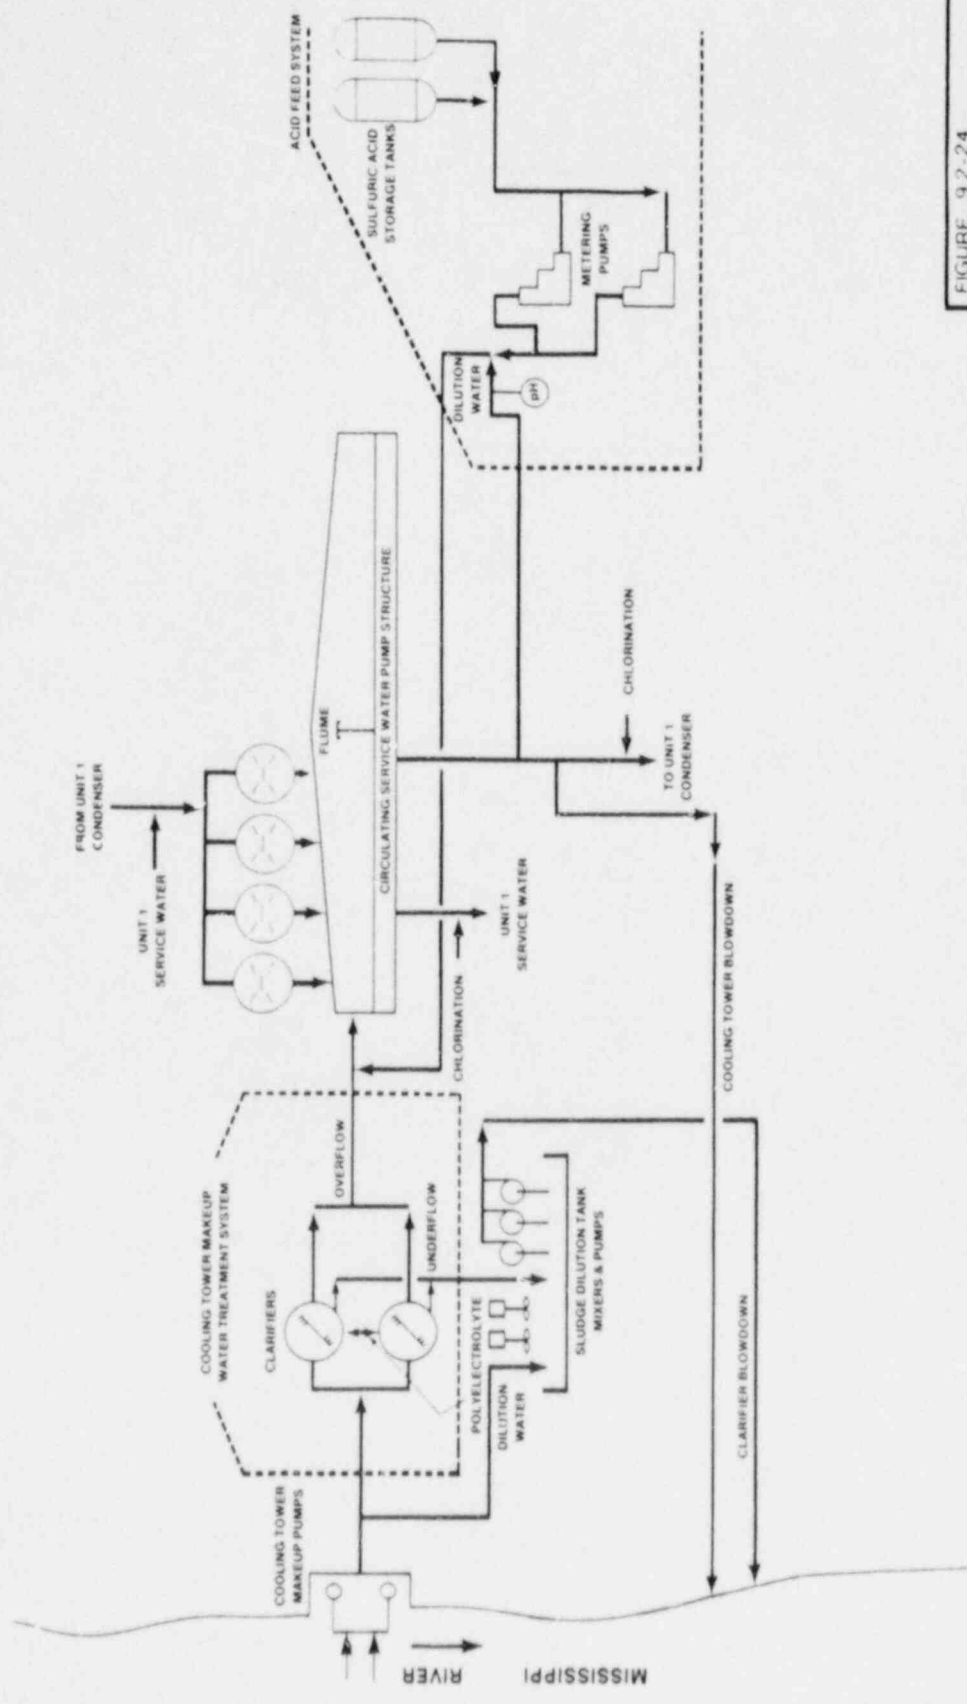 ACID FEED SYSTEM
SULFURIC ACID
STORAGE TANKS
METERING
PUMPS
DILUTION
WATER
pH
FROM UNIT 1
CONDENSER
UNIT 1
SERVICE WATER
FLUME
CIRCULATING SERVICE WATER PUMP STRUCTURE
CHLORINATION
TO UNIT 1
CONDENSER
UNIT 1
SERVICE WATER
CHLORINATION
COOLING TOWER MAKEUP
WATER TREATMENT SYSTEM
OVERFLOW
UNDERFLOW
CLARIFIERS
POLYELECTROLYTE
DILUTION
WATER
SLUDGE DILUTION TANK
MIXERS & PUMPS
COOLING TOWER
MAKEUP PUMPS
COOLING TOWER BLOWDOWN
CLARIFIER BLOWDOWN
MISSISSIPPI
RIVER
FIGURE 9.2-24